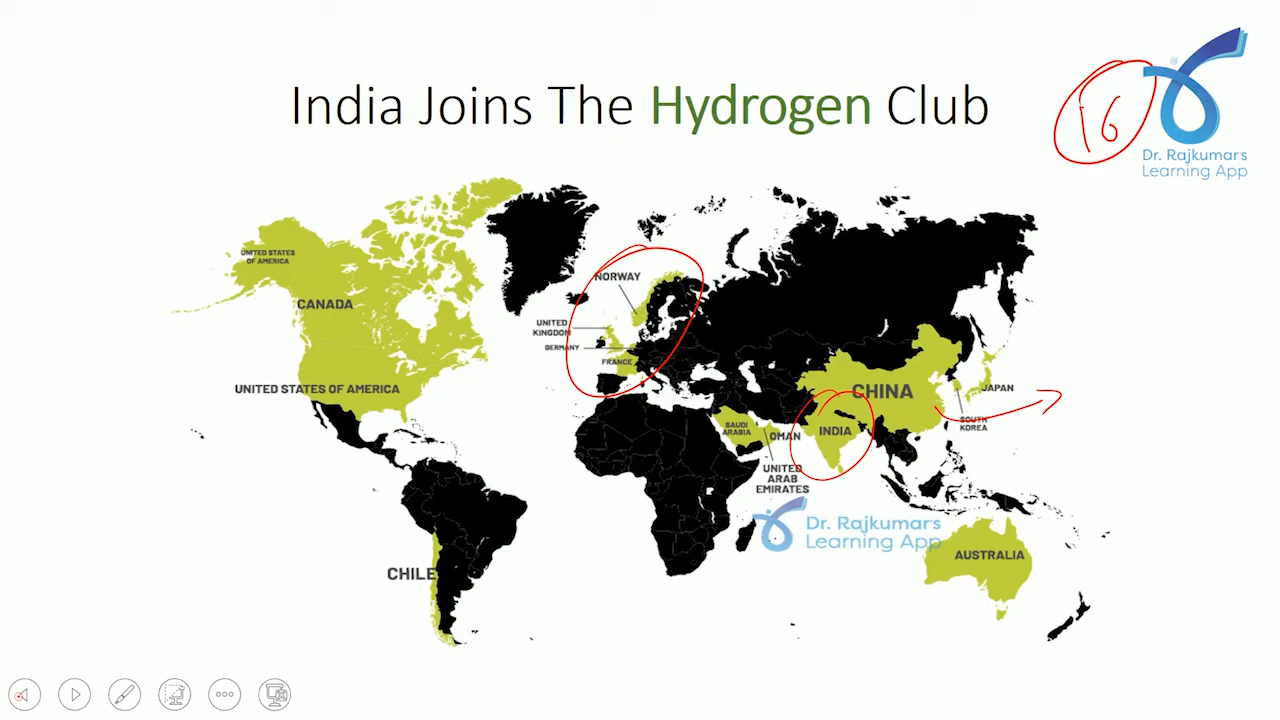 India Joins The Hydrogen Club
16
Dr. Rajkumar's
Learning App
UNITED STATES
OF AMERICA
CANADA
UNITED STATES OF AMERICA
NORWAY
UNITED
KINGDOM
GERMANY
FRANCE
CHINA
JAPAN
SOUTH
KOREA
SAUDI
ARABIA
OMAN
INDIA
UNITED
ARAB
EMIRATES
Dr. Rajkumar's
Learning App
AUSTRALIA
CHILE